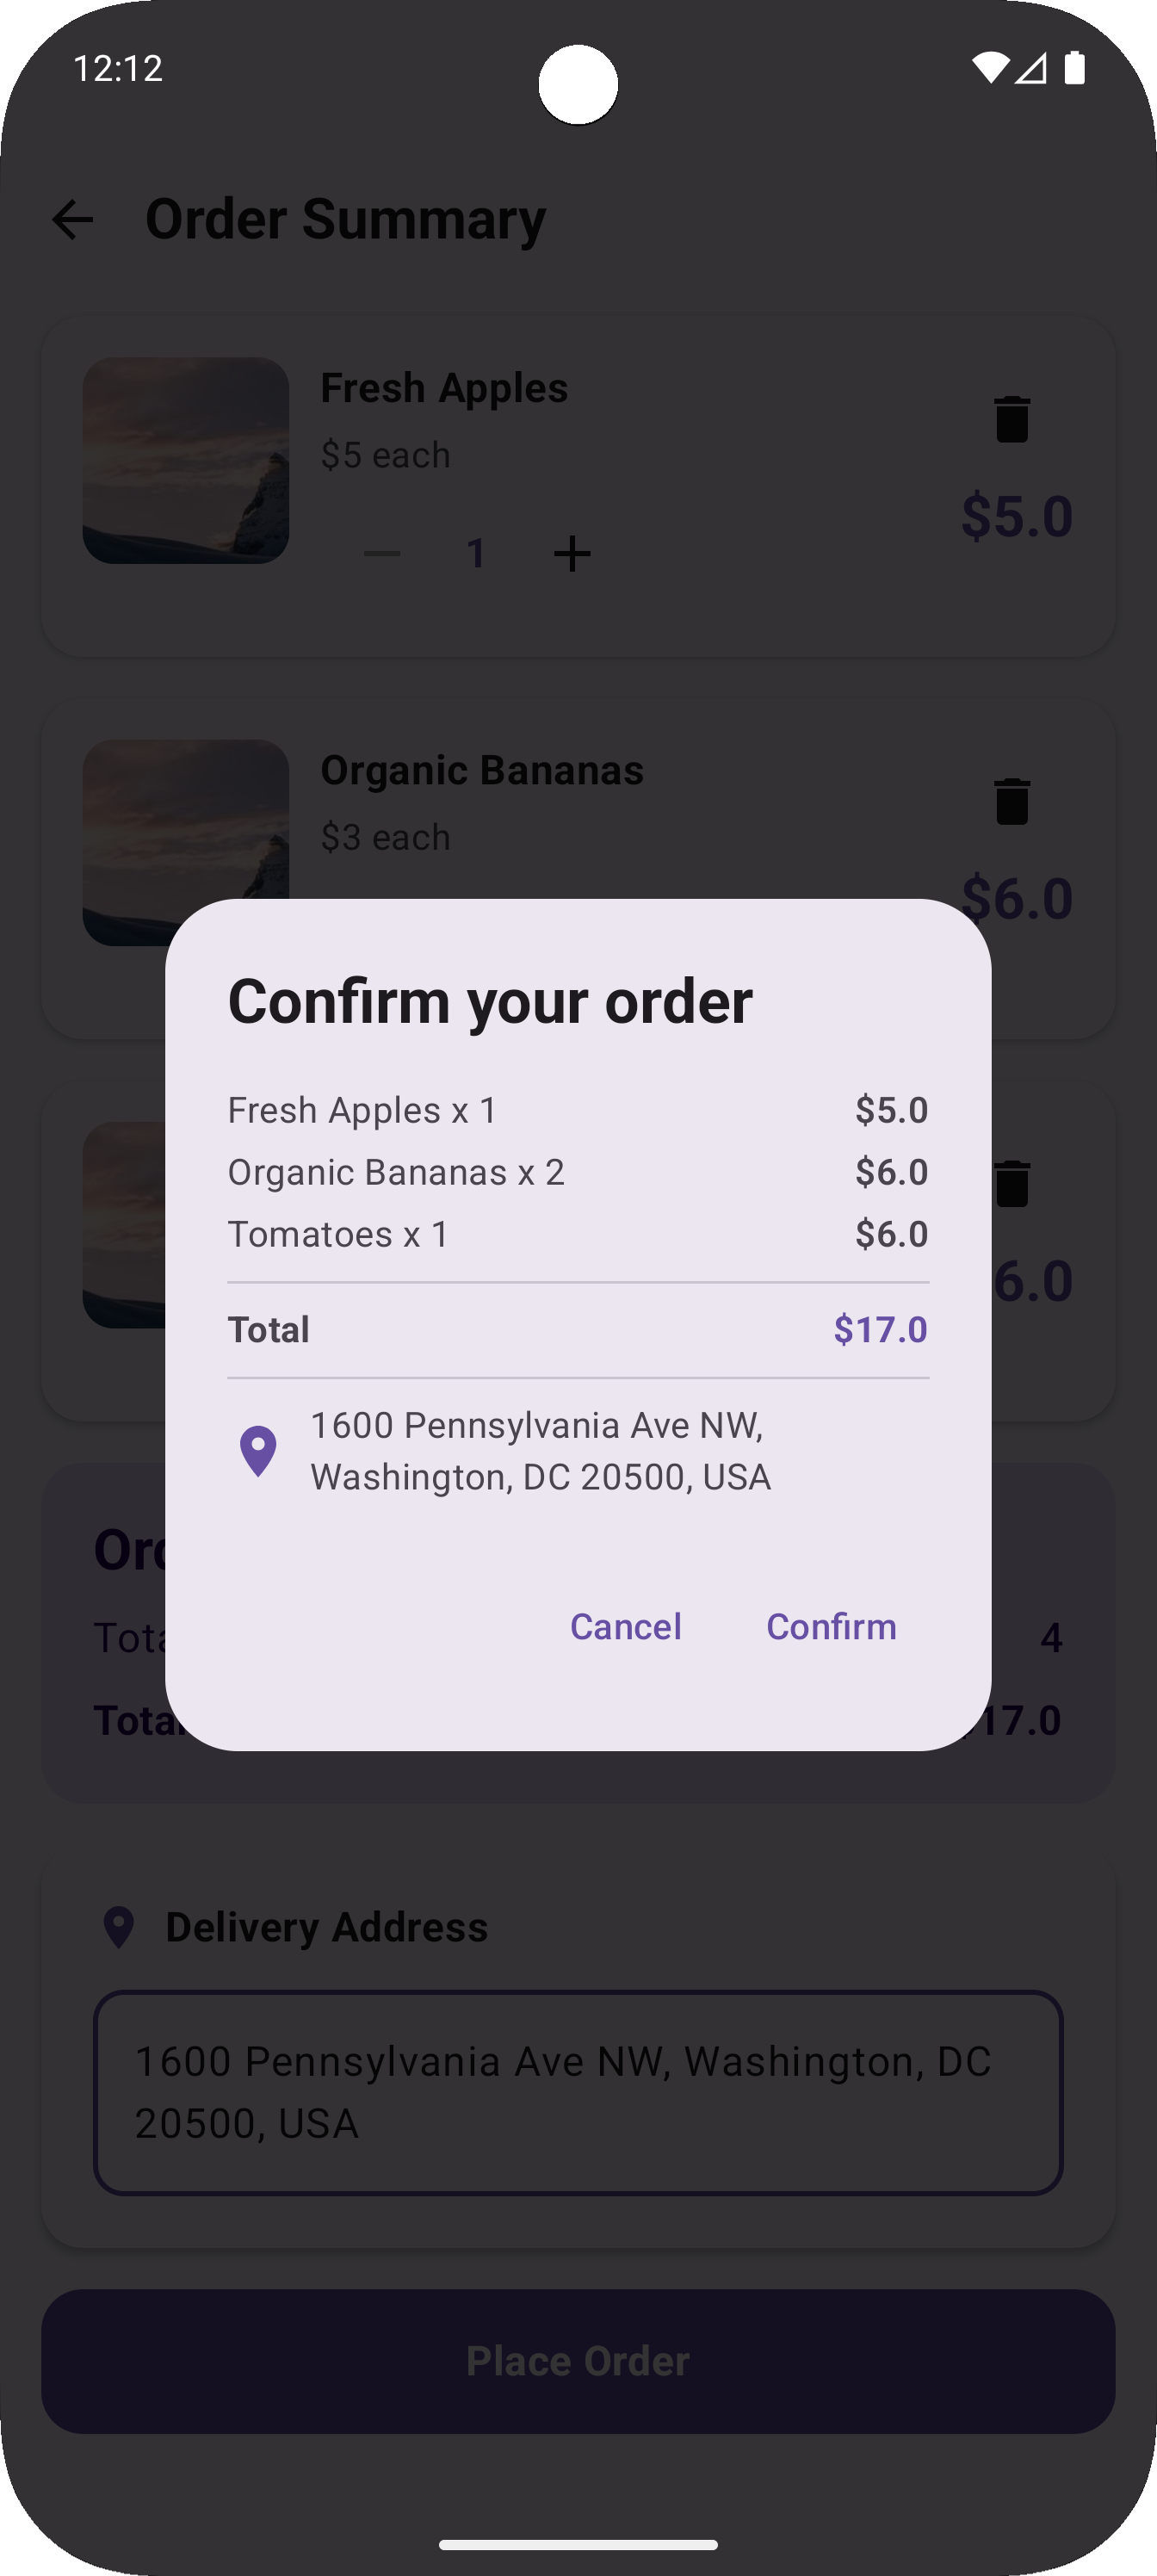 12:12
Order Summary
Fresh Apples
$5 each
$5.0
1
Organic Bananas
$3 each
$6.0
Confirm your order
Fresh Apples x 1 $5.0
Organic Bananas x 2 $6.0
Tomatoes x 1 $6.0
6.0
Total $17.0
1600 Pennsylvania Ave NW,
Washington, DC 20500, USA
Cancel Confirm
4
17.0
Delivery Address
1600 Pennsylvania Ave NW, Washington, DC
20500, USA
Place Order